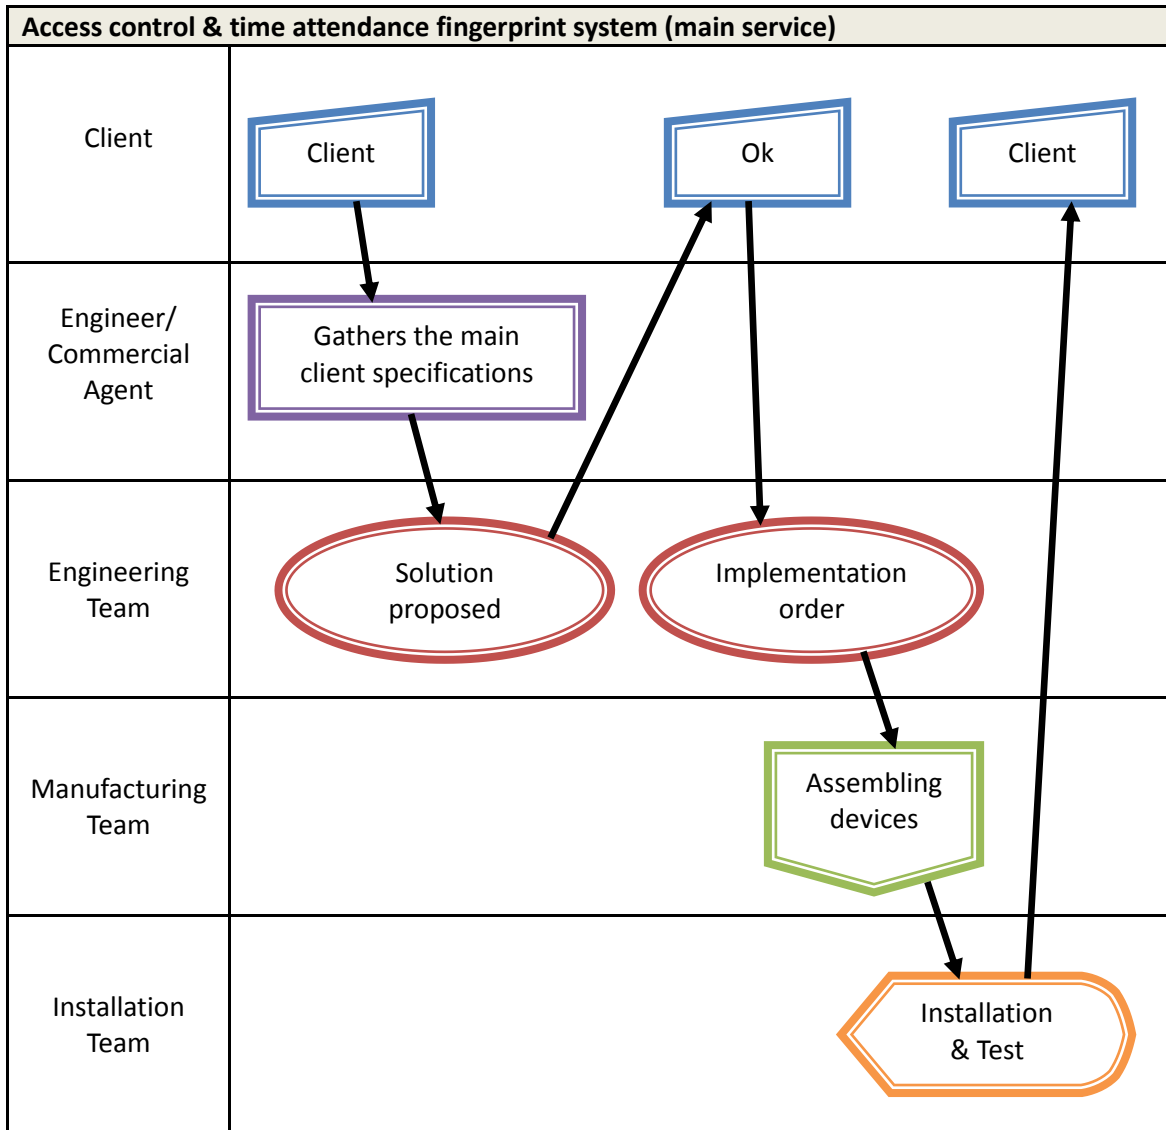 Access control & time attendance fingerprint system (main service)
Client
Client
Ok
Client
Engineer/
Commercial
Agent
Gathers the main
client specifications
Engineering
Team
Solution
proposed
Implementation
order
Manufacturing
Team
Assembling
devices
Installation
Team
Installation
& Test